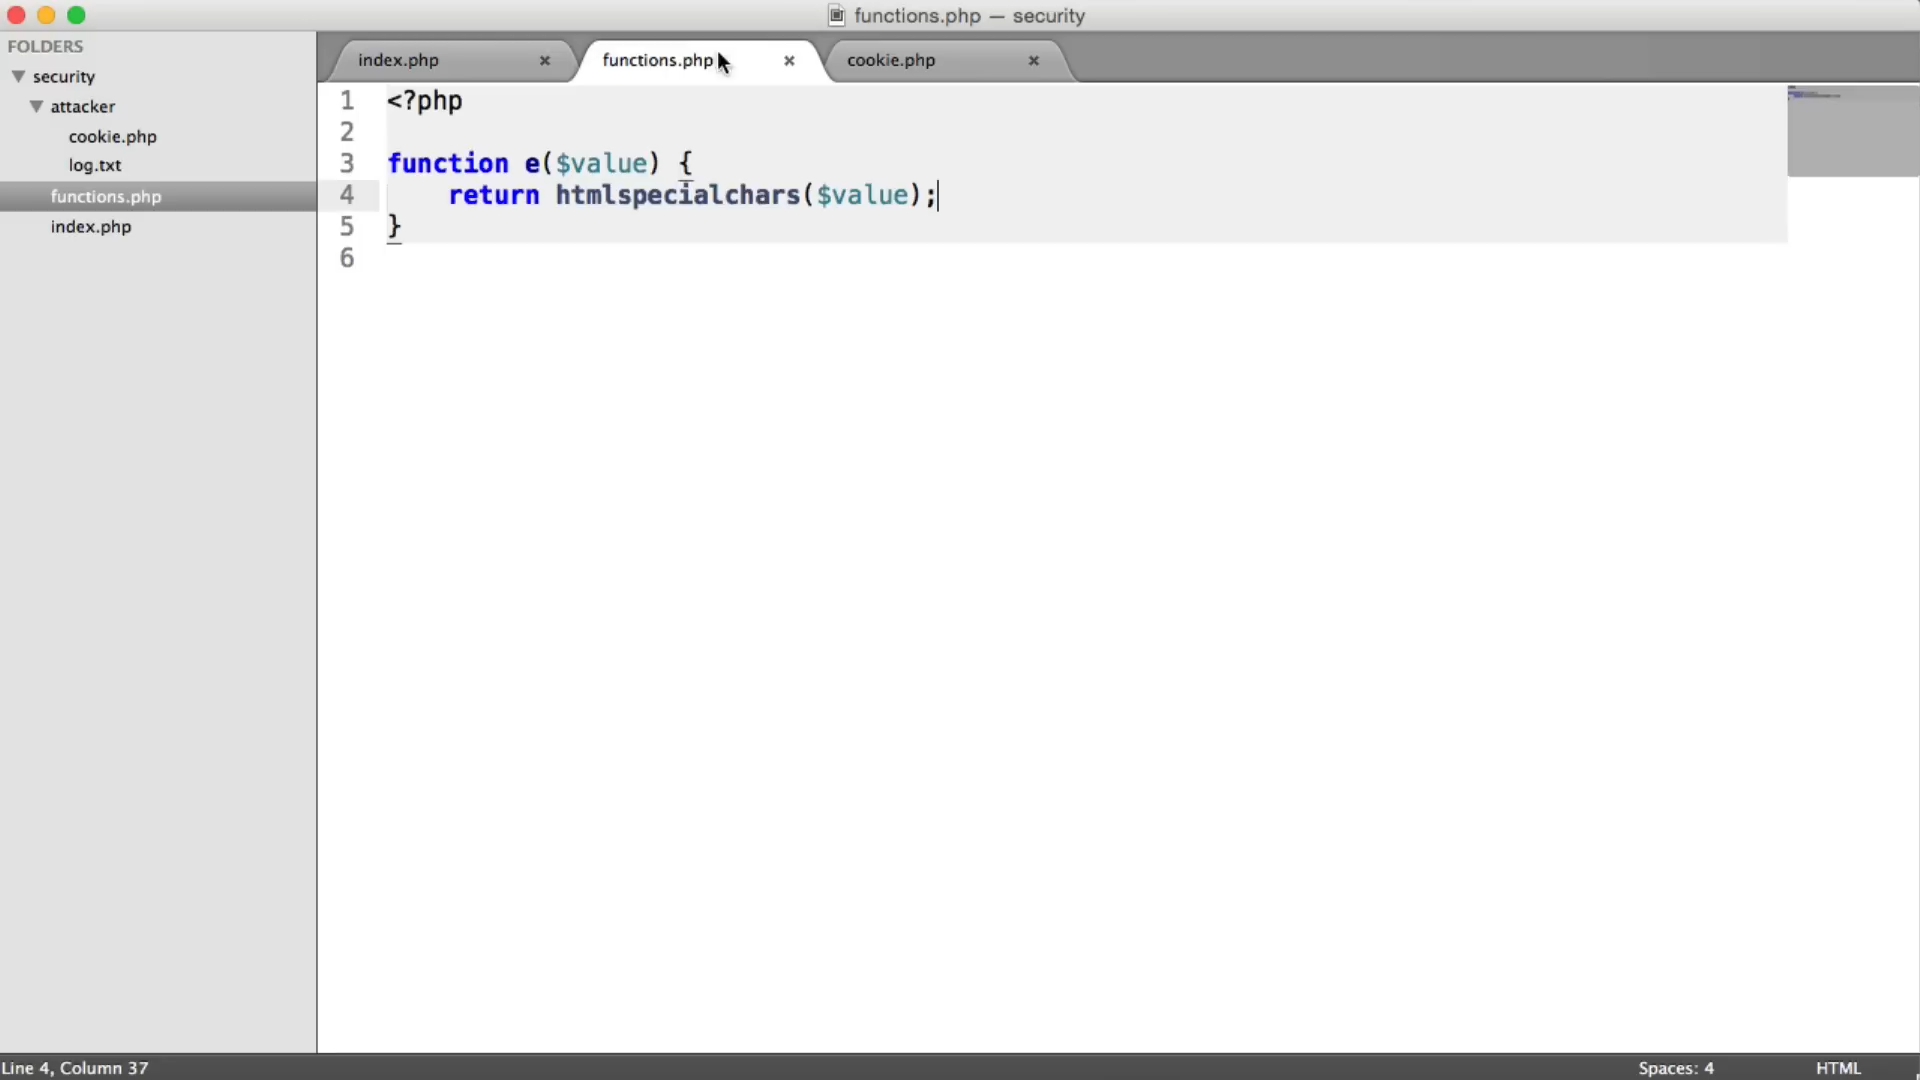 functions.php — security
FOLDERS
security
attacker
cookie.php
log.txt
functions.php
index.php
index.php
functions.php
cookie.php
1 <?php
2
3 function e($value) {
4 return htmlspecialchars($value);
5 }
6
Line 4, Column 37
Spaces: 4
HTML